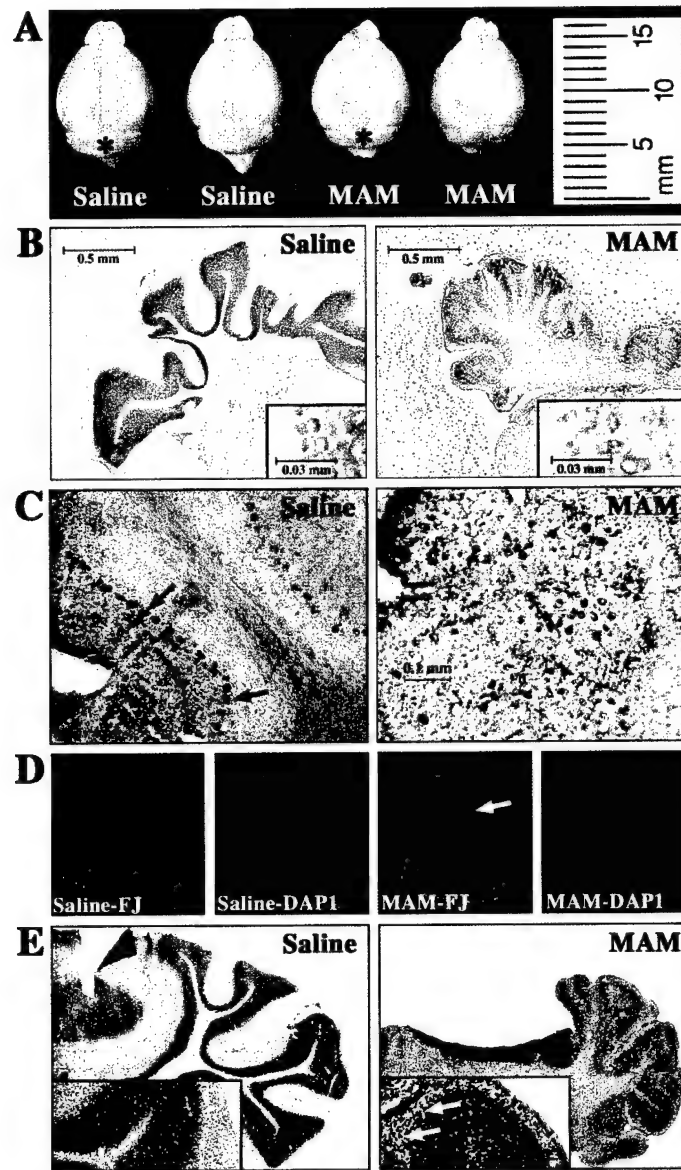 A
Saline
Saline
MAM
MAM
15
10
5
mm
B
0.5 mm
Saline
0.03 mm
0.5 mm
MAM
0.03 mm
C
Saline
MAM
0.1 mm
D
Saline-FJ
Saline-DAP1
MAM-FJ
MAM-DAP1
E
Saline
MAM